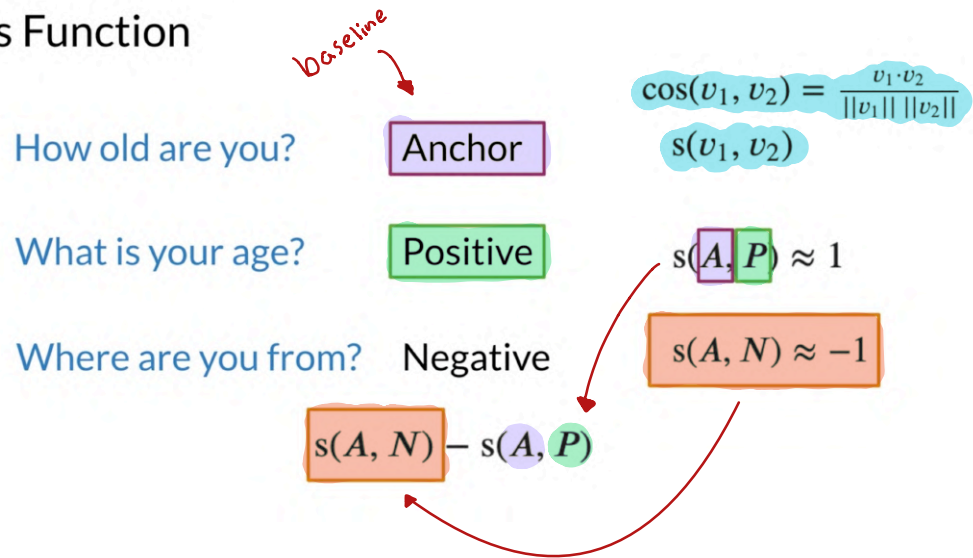 s Function
baseline
How old are you? Anchor
cos(v₁, v₂) = v₁·v₂ / ||v₁|| ||v₂||
s(v₁, v₂)
What is your age? Positive s(A, P) ≈ 1
Where are you from? Negative s(A, N) ≈ −1
s(A, N) − s(A, P)